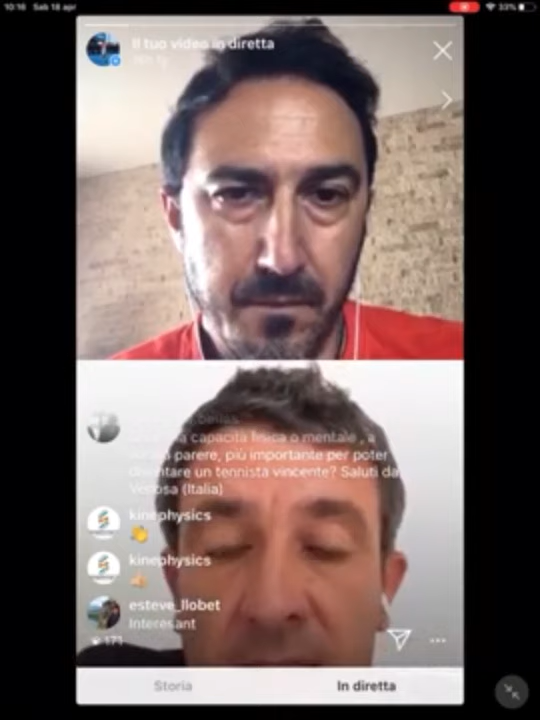 10:16 Sab 18 apr
33%
Il tuo video in diretta
capacità fisica o mentale , a
parere, più importante per poter
diventare un tennista vincente? Saluti da
Venosa (Italia)
kinephysics
👏
kinephysics
👍
esteve_llobet
Interesant
171
Storia In diretta